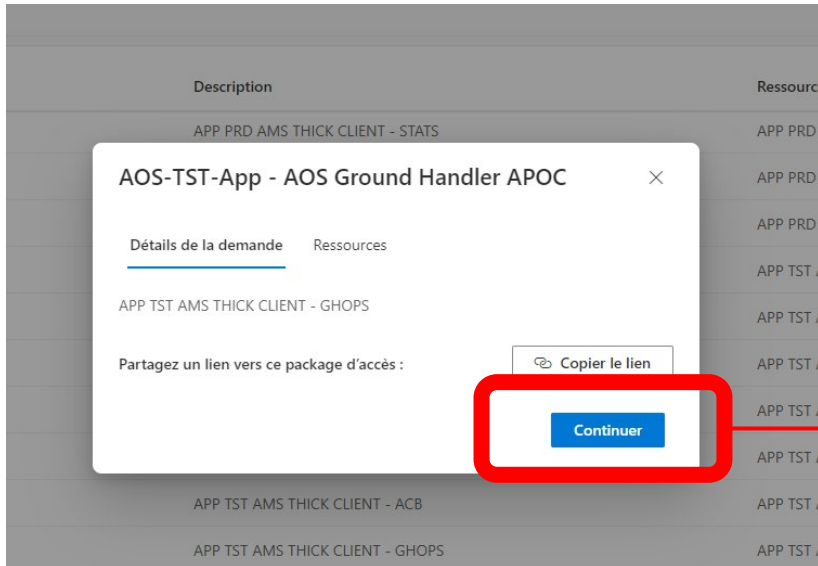 Description Ressourc
APP PRD AMS THICK CLIENT - STATS APP PRD
AOS-TST-App - AOS Ground Handler APOC
APP PRD
APP PRD
Détails de la demande Ressources
APP TST
APP TST AMS THICK CLIENT - GHOPS
APP TST
Partagez un lien vers ce package d'accès : Copier le lien
APP TST
APP TST
Continuer
APP TST
APP TST AMS THICK CLIENT - ACB APP TST
APP TST AMS THICK CLIENT - GHOPS APP TST